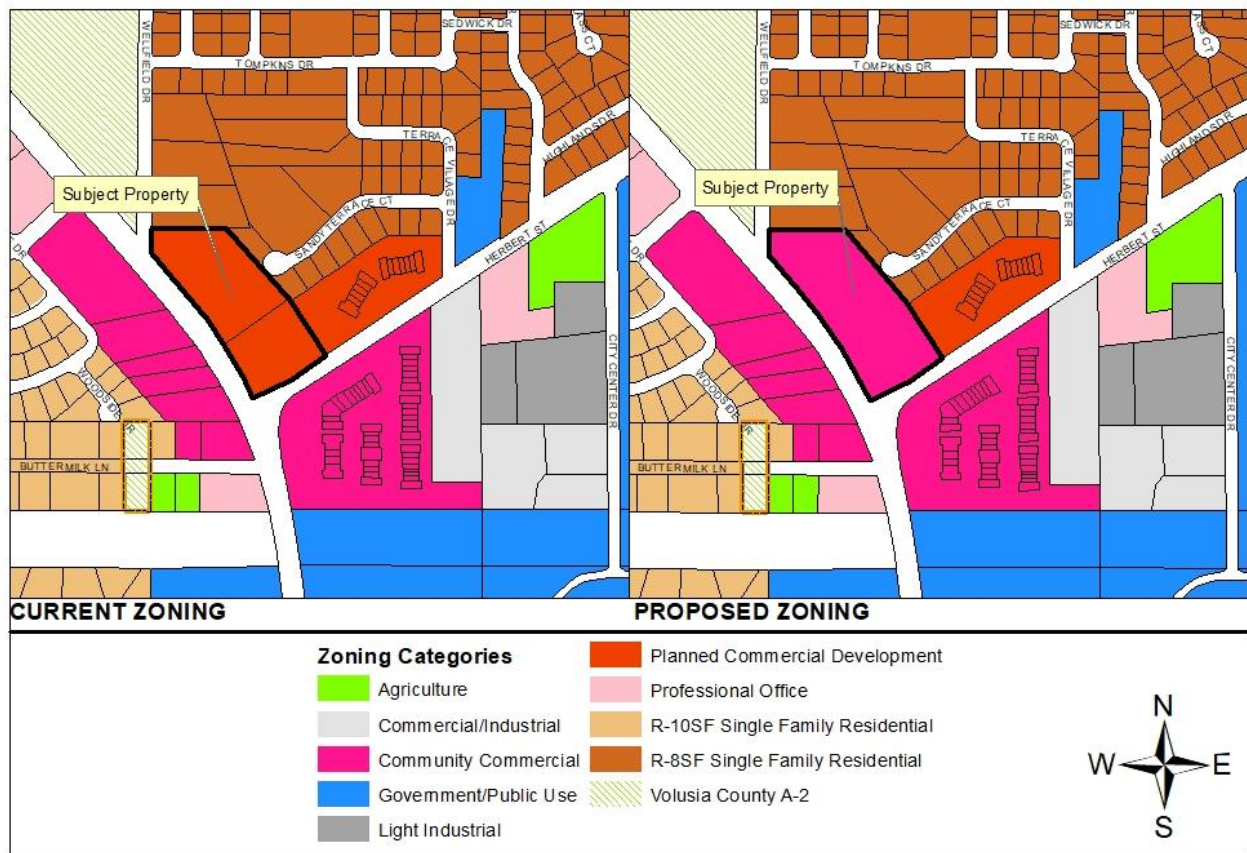 WELLFIELD DR
SEDWICK DR
TOMPKINS DR
TERRACE VILLAGE DR
HIGHLANDS DR
Subject Property
SANDY TERRACE CT
HERBERT ST
CITY CENTER DR
WOODSIDE DR
BUTTERMILK LN
CURRENT ZONING
WELLFIELD DR
SEDWICK DR
TOMPKINS DR
TERRACE VILLAGE DR
HIGHLANDS DR
Subject Property
SANDY TERRACE CT
HERBERT ST
CITY CENTER DR
WOODSIDE DR
BUTTERMILK LN
PROPOSED ZONING
Zoning Categories
Agriculture
Commercial/Industrial
Community Commercial
Government/Public Use
Light Industrial
Planned Commercial Development
Professional Office
R-10SF Single Family Residential
R-8SF Single Family Residential
Volusia County A-2
N
W
E
S